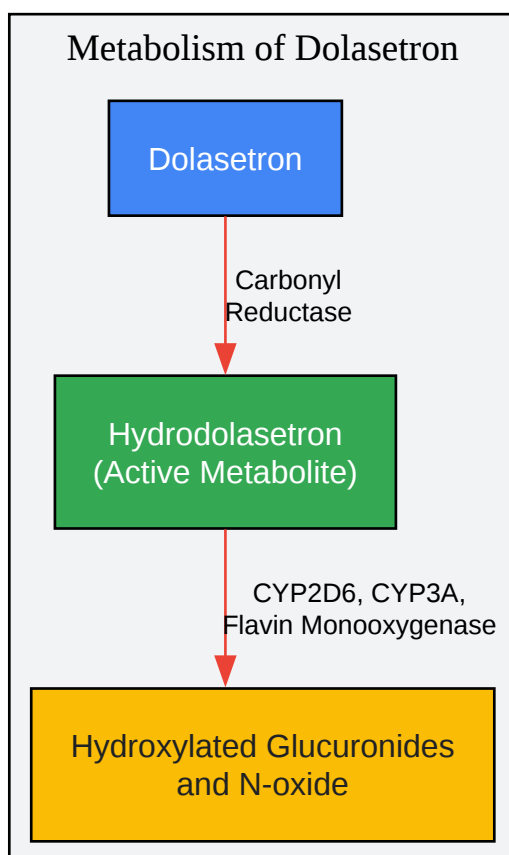 Metabolism of Dolasetron
Dolasetron
Carbonyl
Reductase
Hydrodolasetron
(Active Metabolite)
CYP2D6, CYP3A,
Flavin Monooxygenase
Hydroxylated Glucuronides
and N-oxide